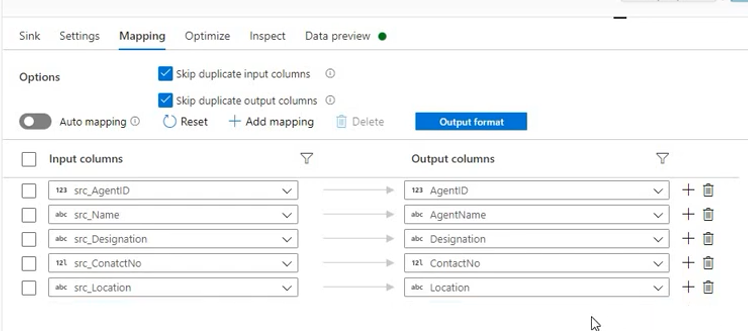 Sink Settings Mapping Optimize Inspect Data preview
Options Skip duplicate input columns
Skip duplicate output columns
Auto mapping Reset + Add mapping Delete Output format
Input columns Output columns
123 src_AgentID 123 AgentID
abc src_Name abc AgentName
abc src_Designation abc Designation
12l src_ConatctNo 12l ContactNo
abc src_Location abc Location